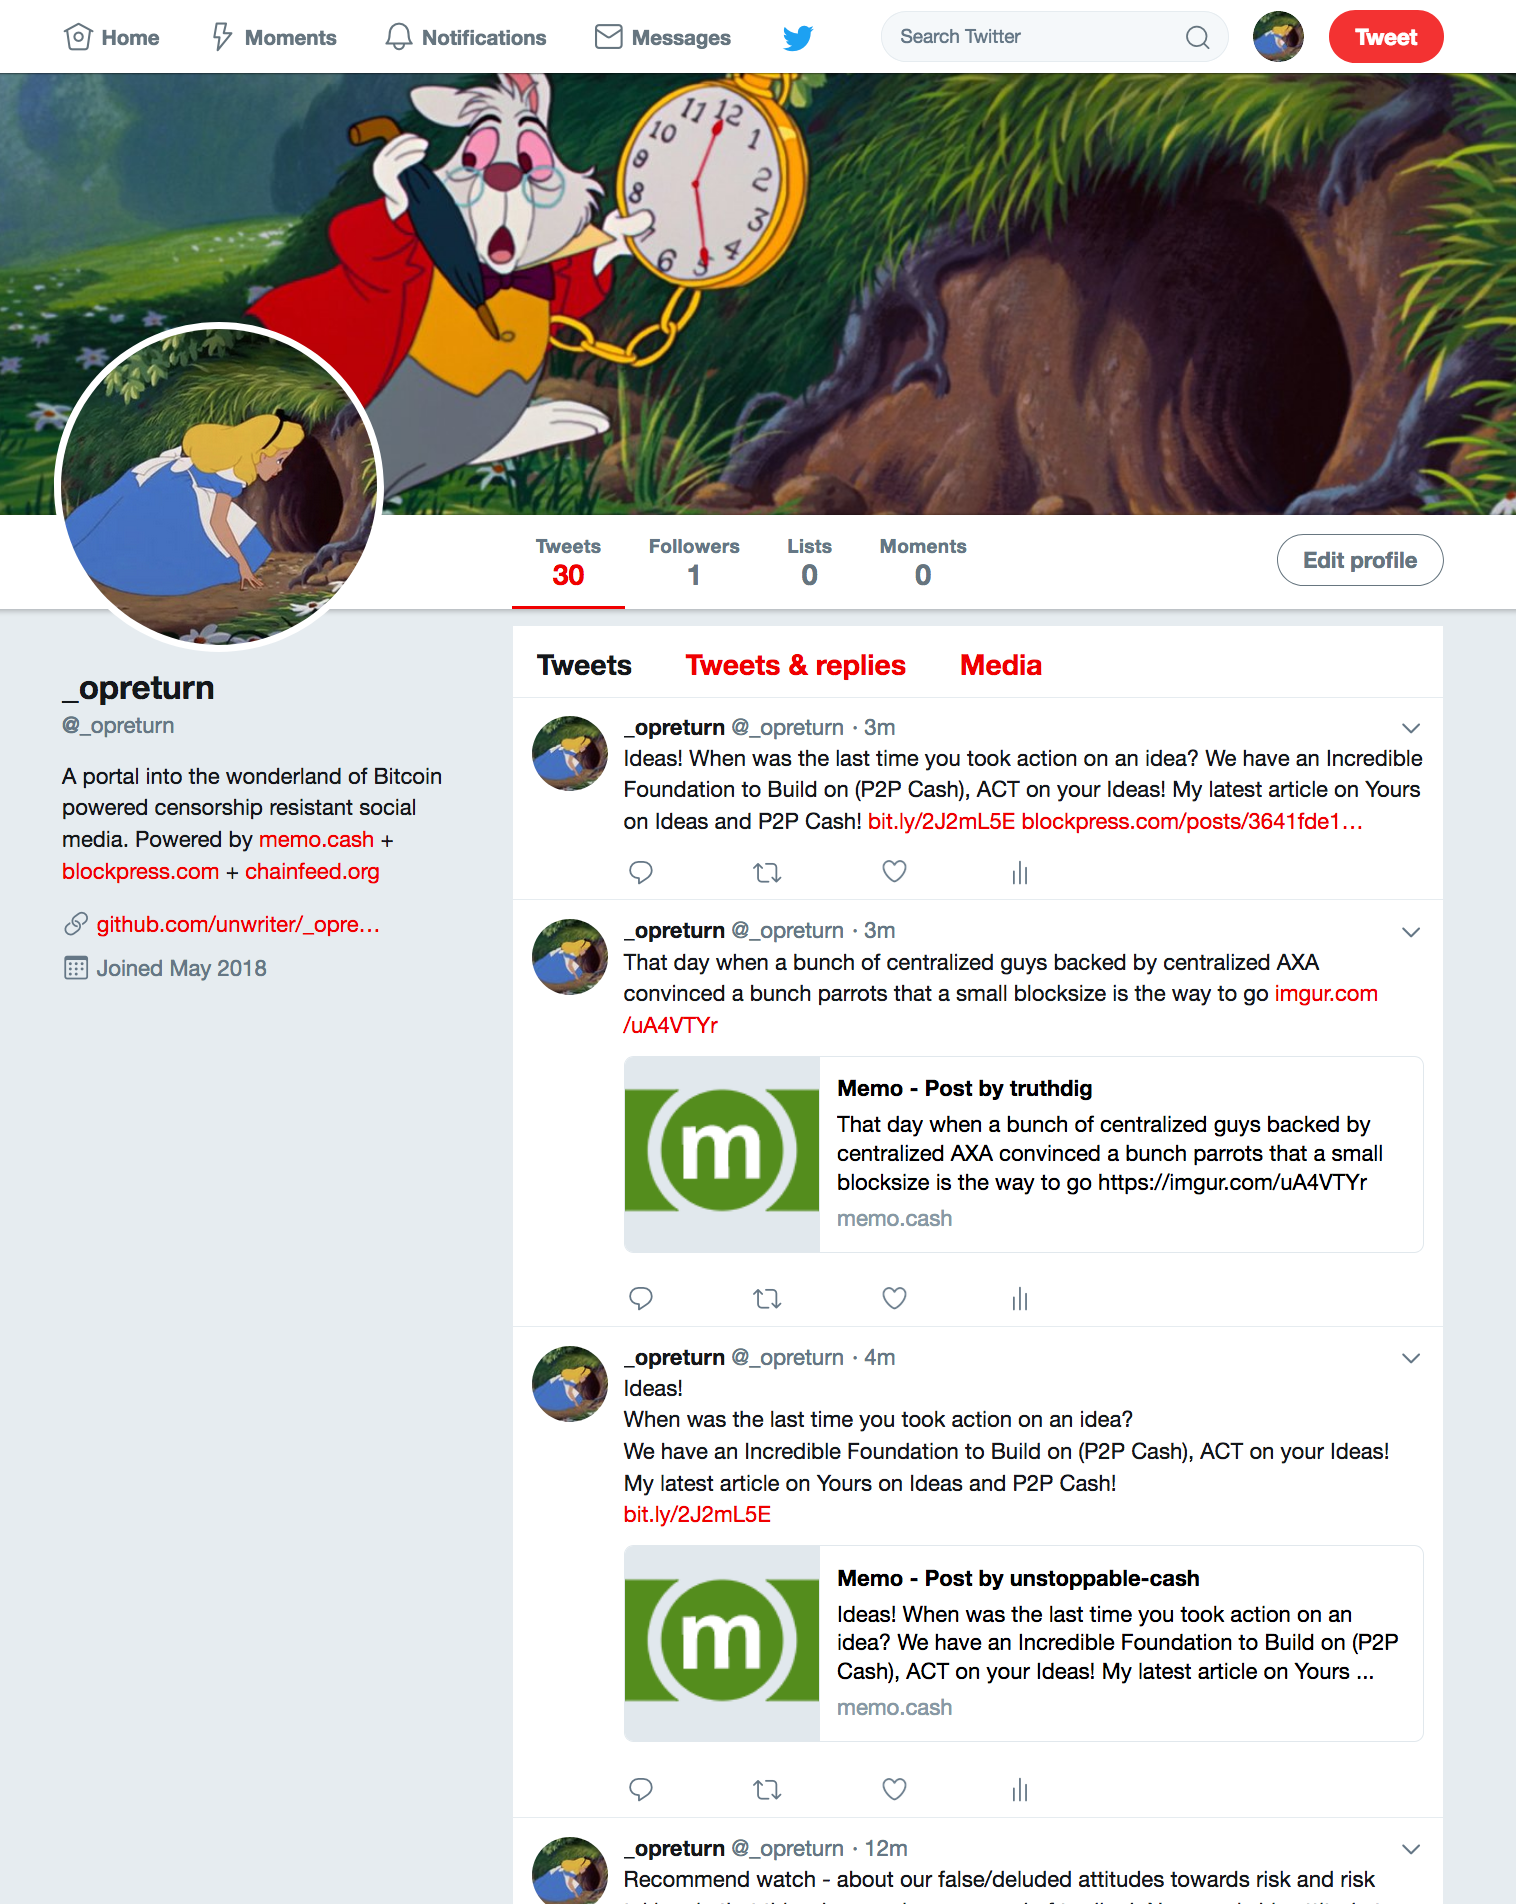 Home Moments Notifications Messages Search Twitter Tweet
11 12 1 2 3 4 5 6 8 9 10
Tweets Followers Lists Moments
30 1 0 0
Edit profile
_opreturn
@_opreturn
A portal into the wonderland of Bitcoin
powered censorship resistant social
media. Powered by memo.cash +
blockpress.com + chainfeed.org
github.com/unwriter/_opre…
Joined May 2018
Tweets Tweets & replies Media
_opreturn @_opreturn · 3m
Ideas! When was the last time you took action on an idea? We have an Incredible
Foundation to Build on (P2P Cash), ACT on your Ideas! My latest article on Yours
on Ideas and P2P Cash! bit.ly/2J2mL5E blockpress.com/posts/3641fde1…
_opreturn @_opreturn · 3m
That day when a bunch of centralized guys backed by centralized AXA
convinced a bunch parrots that a small blocksize is the way to go imgur.com
/uA4VTYr
m
Memo - Post by truthdig
That day when a bunch of centralized guys backed by
centralized AXA convinced a bunch parrots that a small
blocksize is the way to go https://imgur.com/uA4VTYr
memo.cash
_opreturn @_opreturn · 4m
Ideas!
When was the last time you took action on an idea?
We have an Incredible Foundation to Build on (P2P Cash), ACT on your Ideas!
My latest article on Yours on Ideas and P2P Cash!
bit.ly/2J2mL5E
m
Memo - Post by unstoppable-cash
Ideas! When was the last time you took action on an
idea? We have an Incredible Foundation to Build on (P2P
Cash), ACT on your Ideas! My latest article on Yours ...
memo.cash
_opreturn @_opreturn · 12m
Recommend watch - about our false/deluded attitudes towards risk and risk